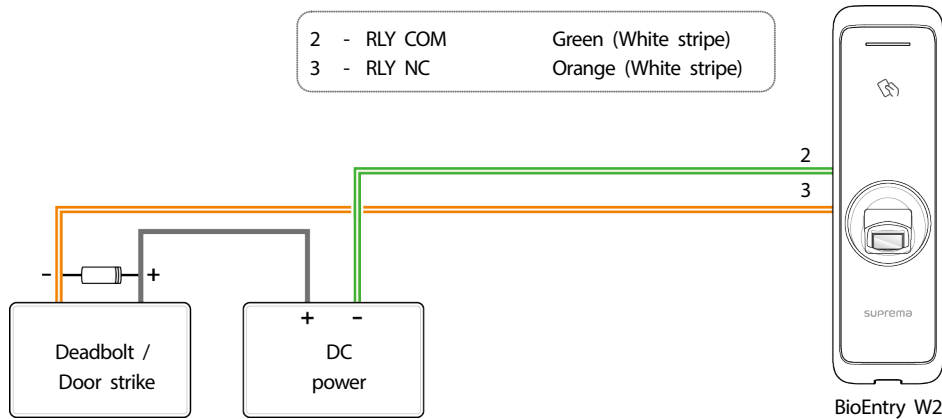 2 - RLY COM Green (White stripe)
3 - RLY NC Orange (White stripe)
2
3
- +
+ -
Deadbolt /
Door strike
DC
power
suprema
BioEntry W2